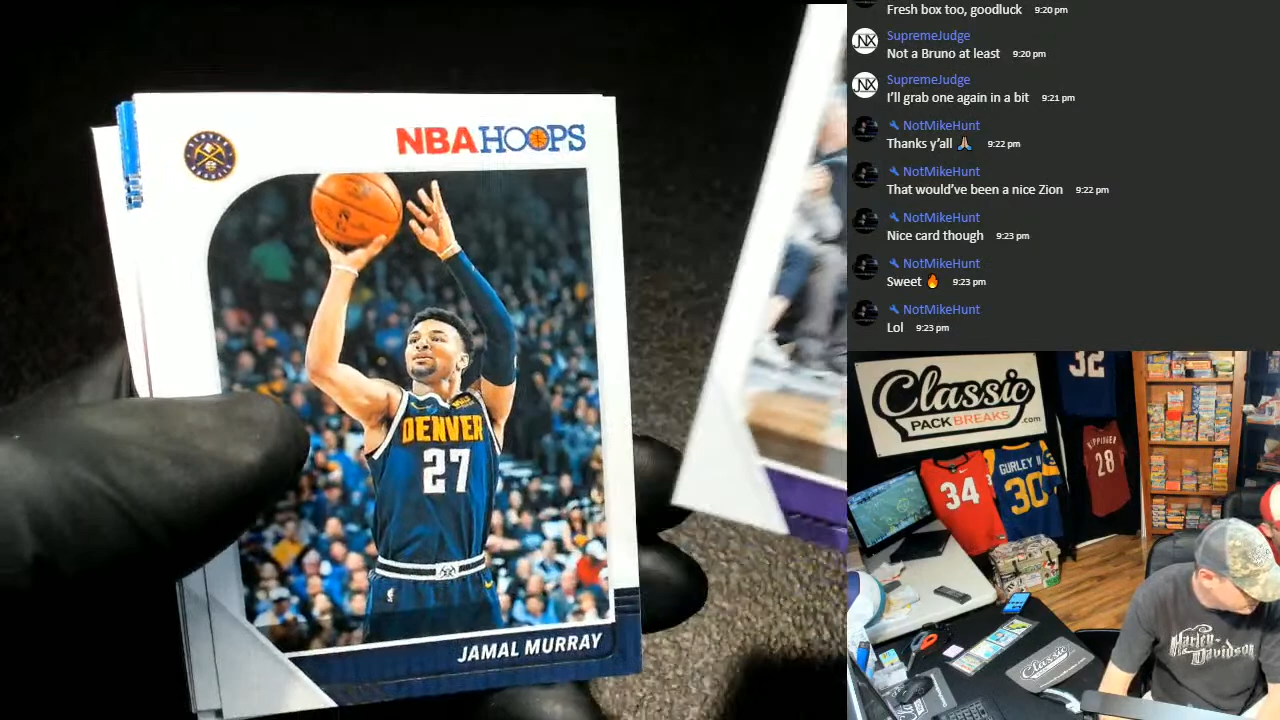 NBA HOOPS
DENVER
27
JAMAL MURRAY
Fresh box too, goodluck 9:20 pm
SupremeJudge
Not a Bruno at least 9:20 pm
SupremeJudge
I'll grab one again in a bit 9:21 pm
NotMikeHunt
Thanks y'all 🙏 9:22 pm
NotMikeHunt
That would've been a nice Zion 9:22 pm
NotMikeHunt
Nice card though 9:23 pm
NotMikeHunt
Sweet 🔥 9:23 pm
NotMikeHunt
Lol 9:23 pm
Classic
PACK BREAKS.com
32
34
GURLEY II
30
28
Classic
Harley-Davidson